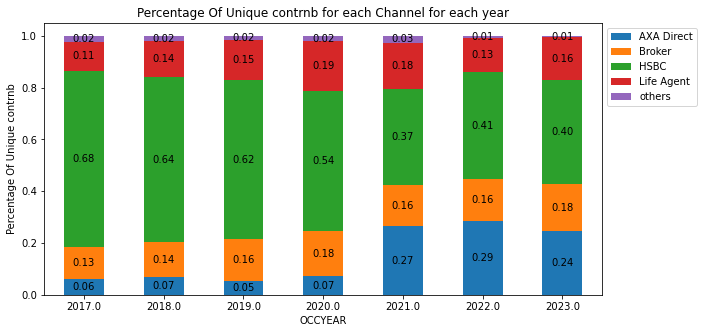 Percentage Of Unique contrnb for each Channel for each year
Percentage Of Unique contrnb
1.0
0.8
0.6
0.4
0.2
0.0
0.02 0.02 0.02 0.02 0.03 0.01 0.01
0.11 0.14 0.15 0.19 0.18 0.13 0.16
0.68 0.64 0.62 0.54 0.37 0.41 0.40
0.13 0.14 0.16 0.18 0.16 0.16 0.18
0.06 0.07 0.05 0.07 0.27 0.29 0.24
2017.0 2018.0 2019.0 2020.0 2021.0 2022.0 2023.0
OCCYEAR
AXA Direct
Broker
HSBC
Life Agent
others